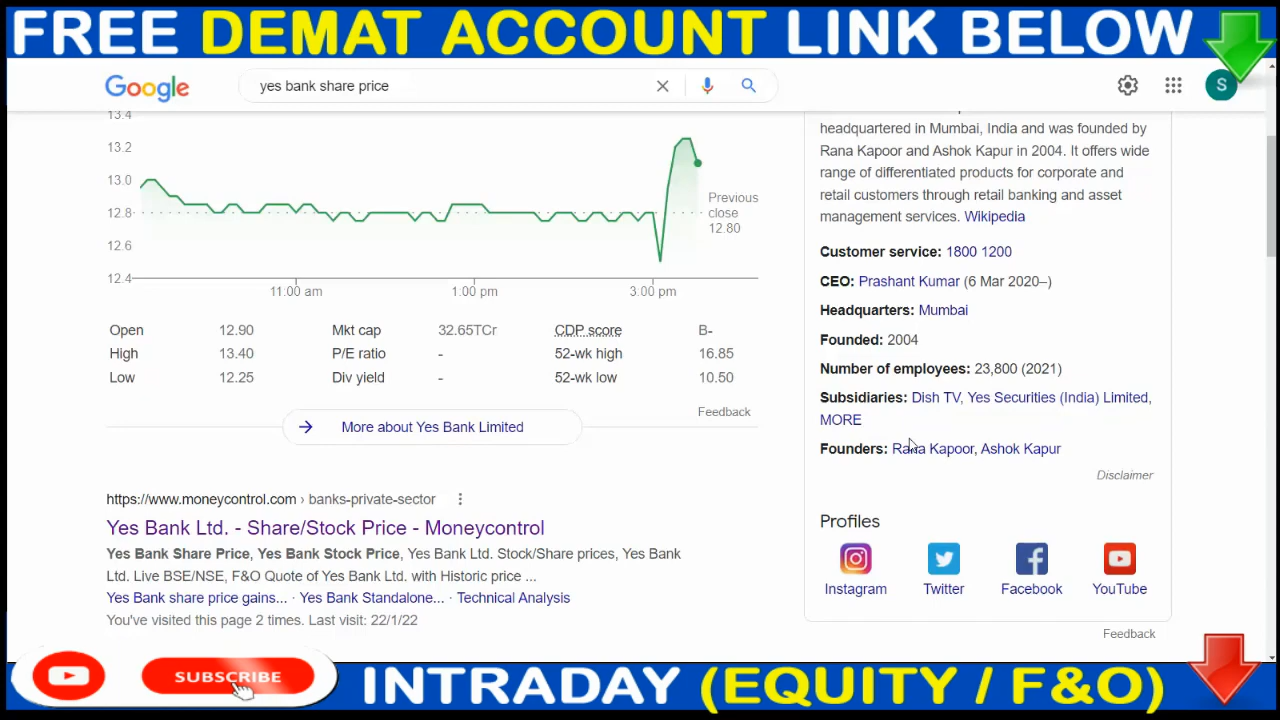 FREE DEMAT ACCOUNT LINK BELOW
Google
yes bank share price
S
13.4
13.2
13.0
12.8
12.6
12.4
Previous
close
12.80
11:00 am
1:00 pm
3:00 pm
Open 12.90 Mkt cap 32.65TCr CDP score B-
High 13.40 P/E ratio - 52-wk high 16.85
Low 12.25 Div yield - 52-wk low 10.50
Feedback
More about Yes Bank Limited
https://www.moneycontrol.com › banks-private-sector
Yes Bank Ltd. - Share/Stock Price - Moneycontrol
Yes Bank Share Price, Yes Bank Stock Price, Yes Bank Ltd. Stock/Share prices, Yes Bank
Ltd. Live BSE/NSE, F&O Quote of Yes Bank Ltd. with Historic price ...
Yes Bank share price gains... · Yes Bank Standalone... · Technical Analysis
You've visited this page 2 times. Last visit: 22/1/22
headquartered in Mumbai, India and was founded by
Rana Kapoor and Ashok Kapur in 2004. It offers wide
range of differentiated products for corporate and
retail customers through retail banking and asset
management services. Wikipedia
Customer service: 1800 1200
CEO: Prashant Kumar (6 Mar 2020–)
Headquarters: Mumbai
Founded: 2004
Number of employees: 23,800 (2021)
Subsidiaries: Dish TV, Yes Securities (India) Limited,
MORE
Founders: Rana Kapoor, Ashok Kapur
Disclaimer
Profiles
Instagram
Twitter
Facebook
YouTube
Feedback
SUBSCRIBE
INTRADAY (EQUITY / F&O)